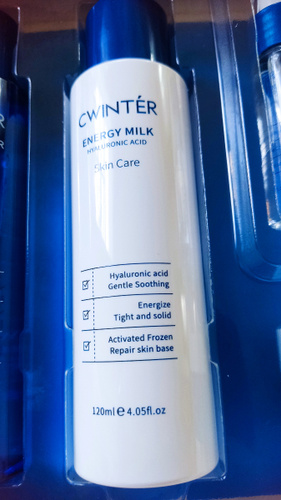 CWINTÉR
ENERGY MILK
HYALURONIC ACID
Skin Care
Hyaluronic acid
Gentle Soothing
Energize
Tight and solid
Activated Frozen
Repair skin base
120ml ℮ 4.05fl.oz
R
R